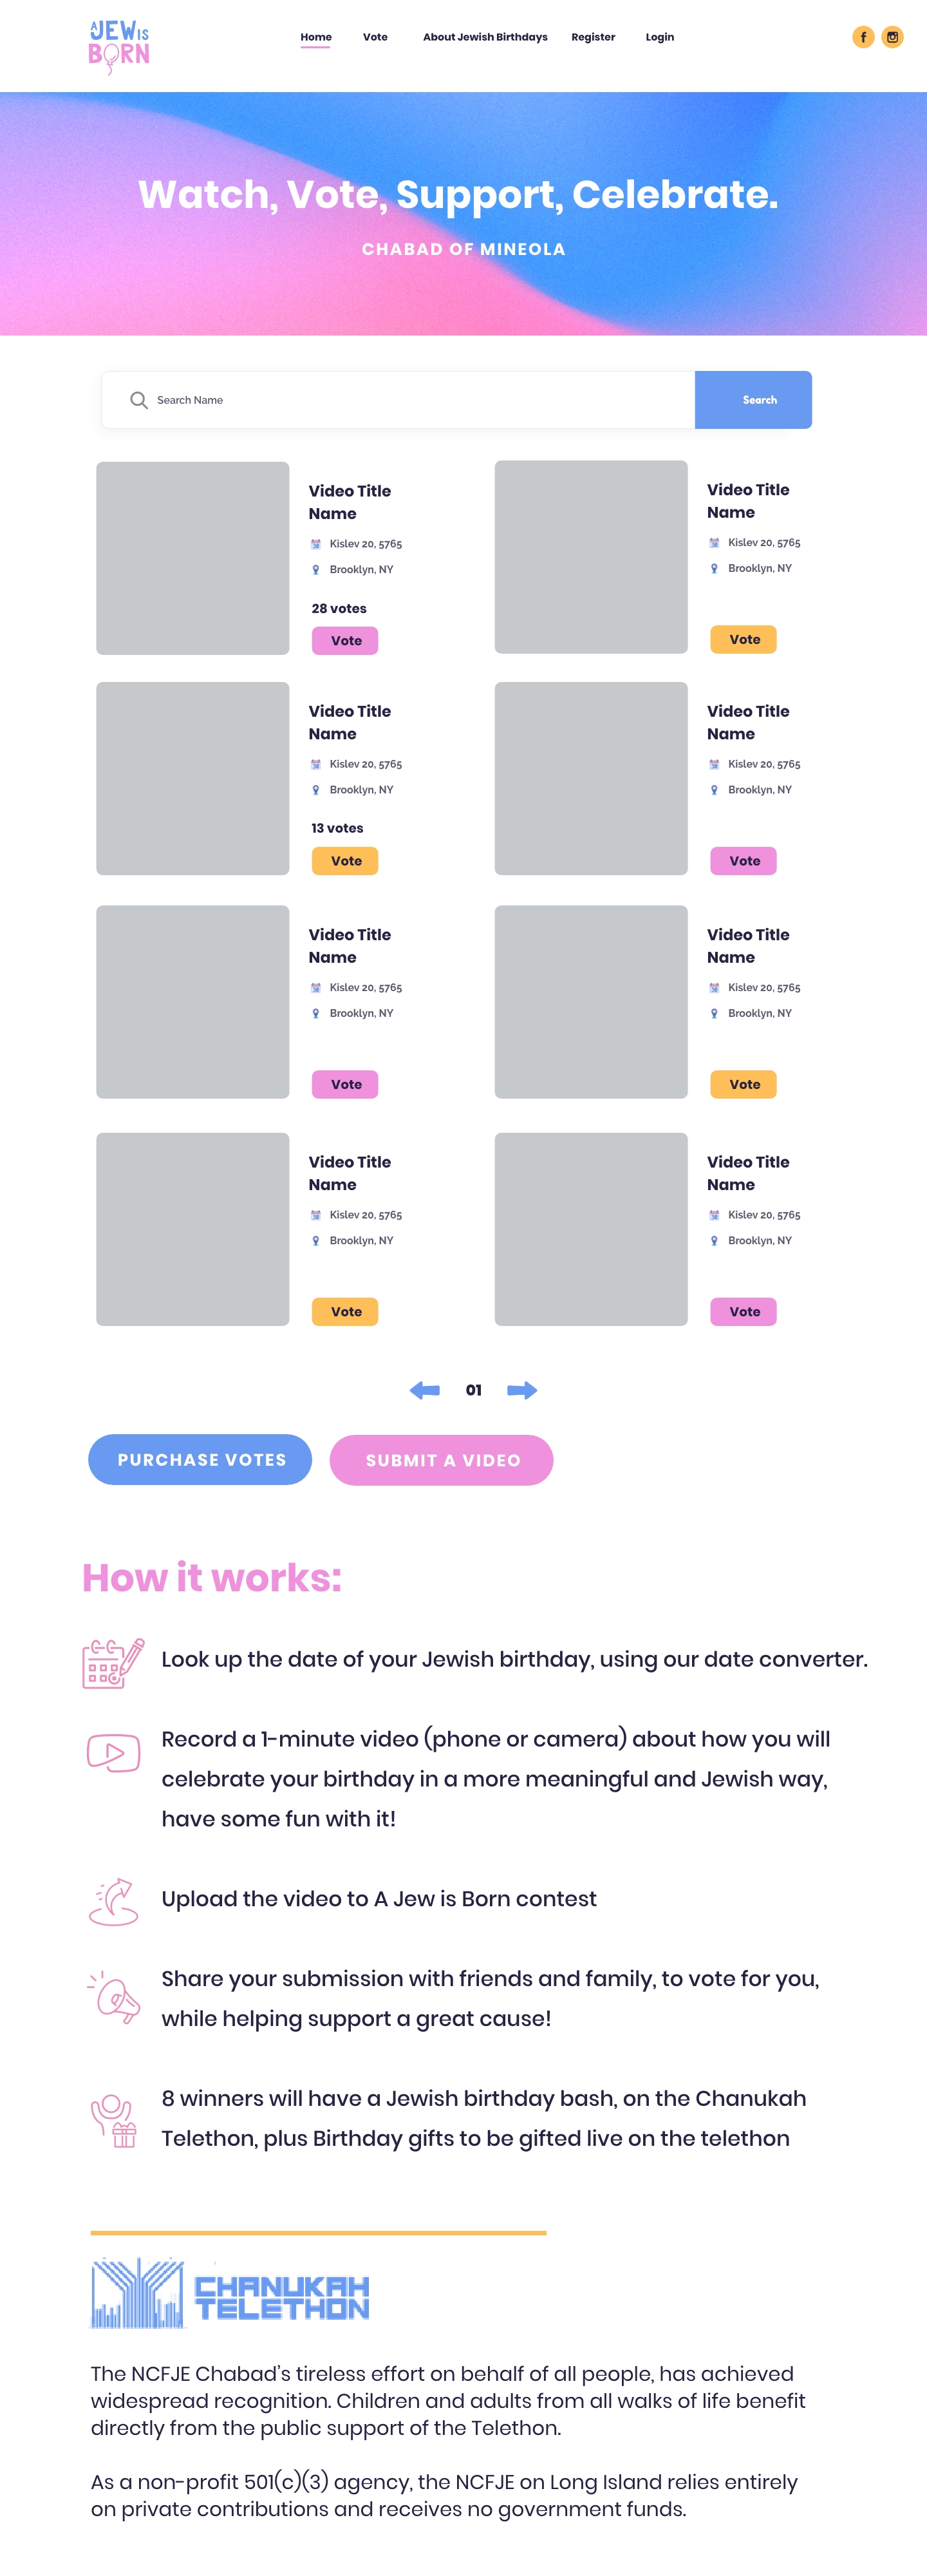 A JEW IS
BORN
Home Vote About Jewish Birthdays Register Login
Watch, Vote, Support, Celebrate.
CHABAD OF MINEOLA
Search Name Search
Video Title
Name
Kislev 20, 5765
Brooklyn, NY
28 votes
Vote
Video Title
Name
Kislev 20, 5765
Brooklyn, NY
Vote
Video Title
Name
Kislev 20, 5765
Brooklyn, NY
13 votes
Vote
Video Title
Name
Kislev 20, 5765
Brooklyn, NY
Vote
Video Title
Name
Kislev 20, 5765
Brooklyn, NY
Vote
Video Title
Name
Kislev 20, 5765
Brooklyn, NY
Vote
Video Title
Name
Kislev 20, 5765
Brooklyn, NY
Vote
Video Title
Name
Kislev 20, 5765
Brooklyn, NY
Vote
01
PURCHASE VOTES SUBMIT A VIDEO
How it works:
Look up the date of your Jewish birthday, using our date converter.
Record a 1-minute video (phone or camera) about how you will
celebrate your birthday in a more meaningful and Jewish way,
have some fun with it!
Upload the video to A Jew is Born contest
Share your submission with friends and family, to vote for you,
while helping support a great cause!
8 winners will have a Jewish birthday bash, on the Chanukah
Telethon, plus Birthday gifts to be gifted live on the telethon
CHANUKAH
TELETHON
The NCFJE Chabad's tireless effort on behalf of all people, has achieved
widespread recognition. Children and adults from all walks of life benefit
directly from the public support of the Telethon.
As a non-profit 501(c)(3) agency, the NCFJE on Long Island relies entirely
on private contributions and receives no government funds.